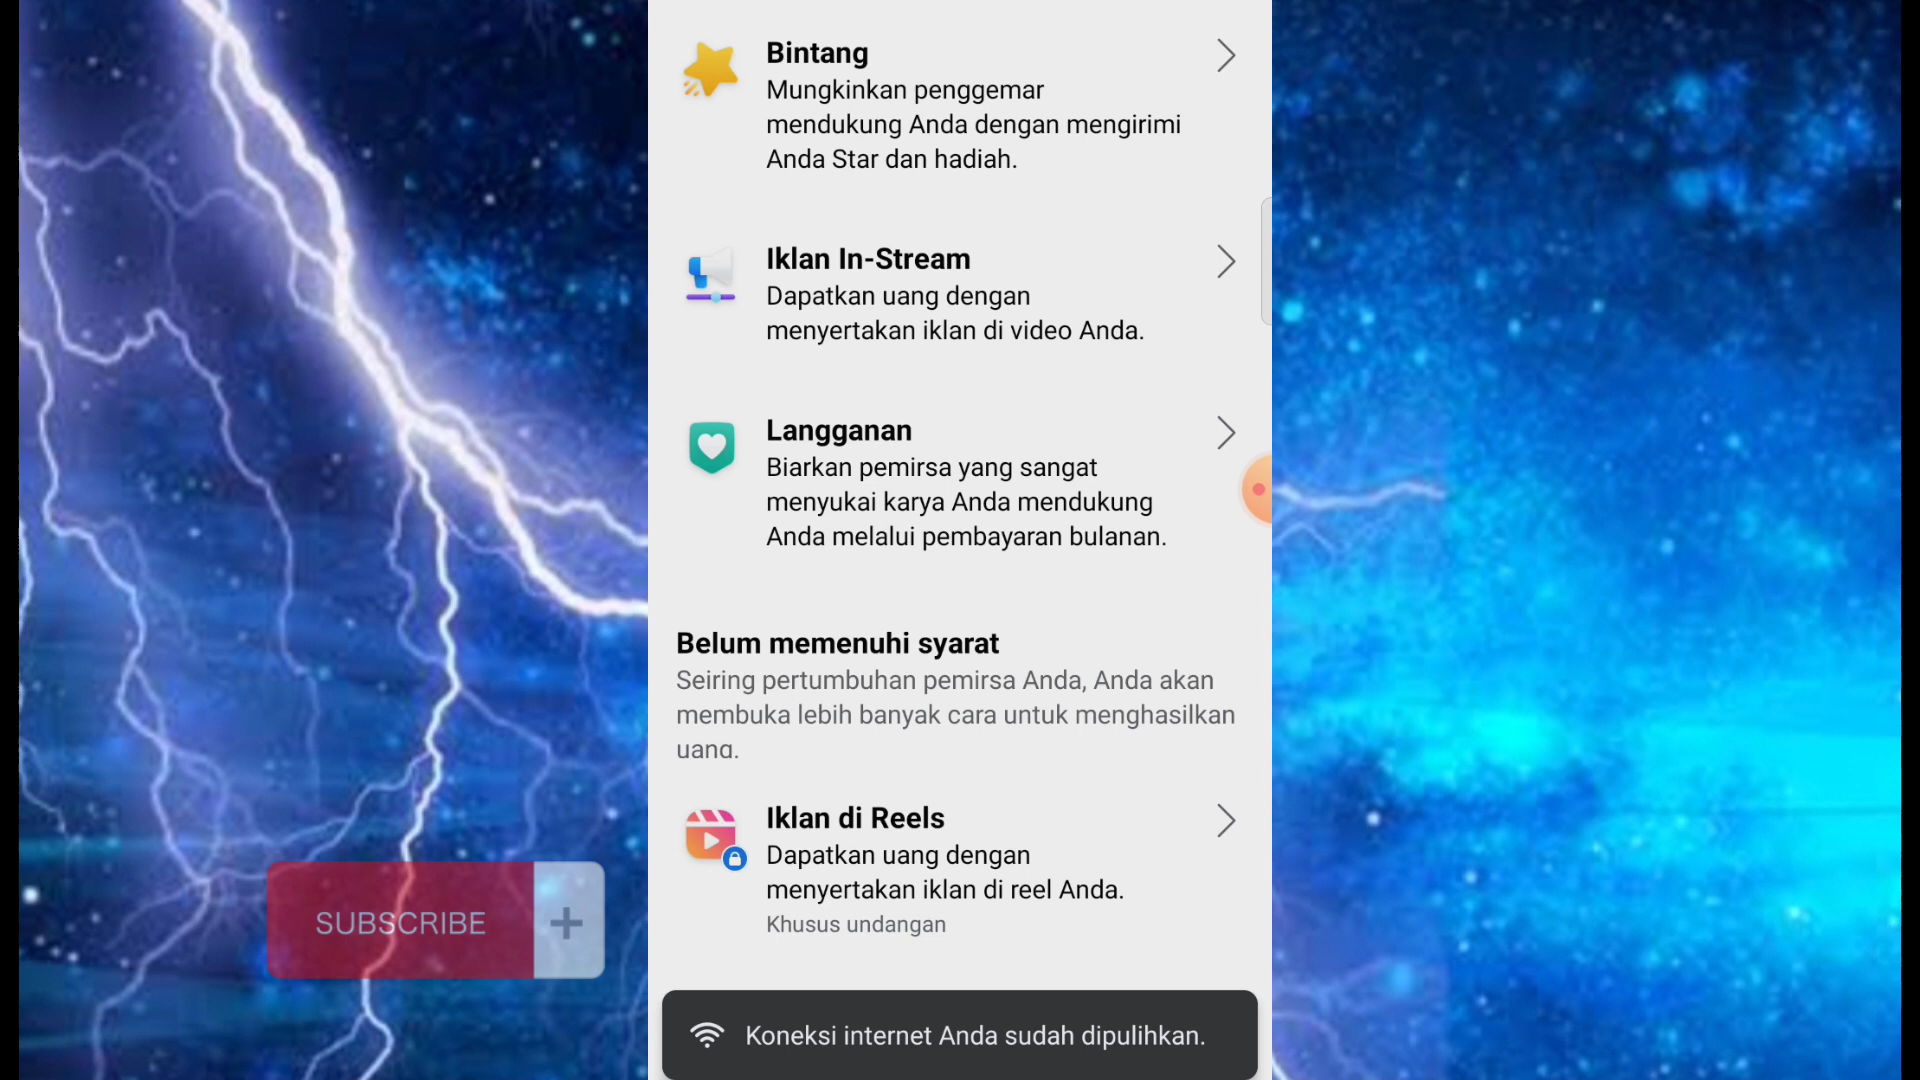 Bintang
Mungkinkan penggemar
mendukung Anda dengan mengirimi
Anda Star dan hadiah.
Iklan In-Stream
Dapatkan uang dengan
menyertakan iklan di video Anda.
Langganan
Biarkan pemirsa yang sangat
menyukai karya Anda mendukung
Anda melalui pembayaran bulanan.
Belum memenuhi syarat
Seiring pertumbuhan pemirsa Anda, Anda akan
membuka lebih banyak cara untuk menghasilkan
uang.
Iklan di Reels
Dapatkan uang dengan
menyertakan iklan di reel Anda.
Khusus undangan
SUBSCRIBE +
Koneksi internet Anda sudah dipulihkan.